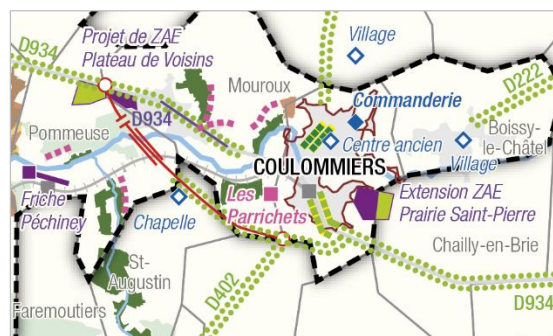 D934
Projet de ZAE
Plateau de Voisins
Village
D222
Mouroux
Commanderie
D934
Pommeuse
Centre ancien
Boissy-
le-Châtel
Village
COULOMMIERS
Friche
Péchiney
Chapelle
Les
Parrichets
Extension ZAE
Prairie Saint-Pierre
Chailly-en-Brie
St-
Augustin
D402
D934
Faremoutiers